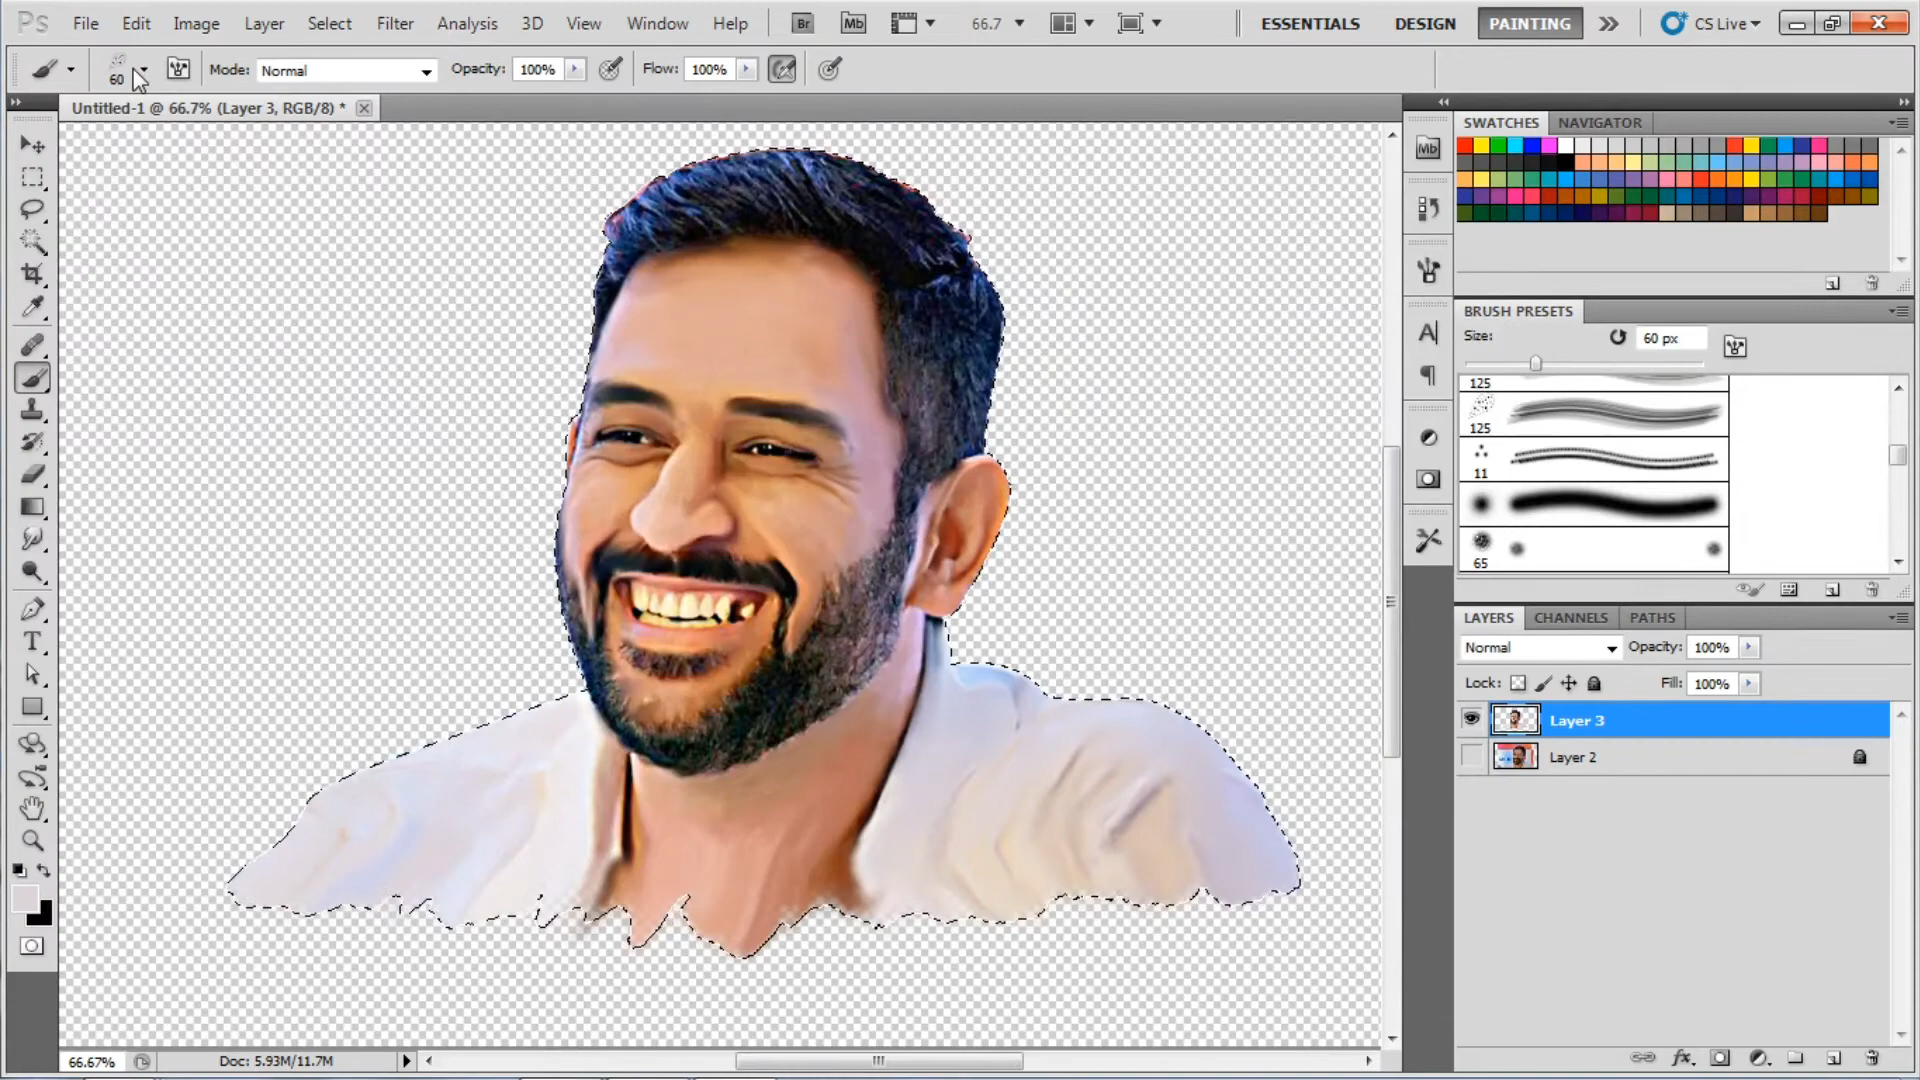 Ps File Edit Image Layer Select Filter Analysis 3D View Window Help Br Mb 66.7 ESSENTIALS DESIGN PAINTING CS Live
60 Mode: Normal Opacity: 100% Flow: 100%
Untitled-1 @ 66.7% (Layer 3, RGB/8) *
SWATCHES NAVIGATOR
Mb
BRUSH PRESETS
Size: 60 px
125
125
11
65
LAYERS CHANNELS PATHS
Normal Opacity: 100%
Lock: Fill: 100%
Layer 3
Layer 2
66.67% Doc: 5.93M/11.7M